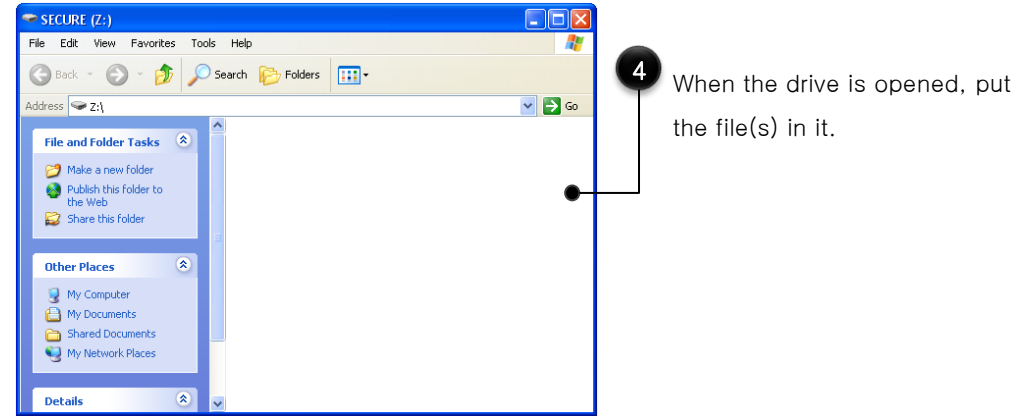 SECURE (Z:)
File Edit View Favorites Tools Help
Back Search Folders
Address Z:\ Go
File and Folder Tasks
Make a new folder
Publish this folder to
the Web
Share this folder
Other Places
My Computer
My Documents
Shared Documents
My Network Places
Details
4
When the drive is opened, put
the file(s) in it.